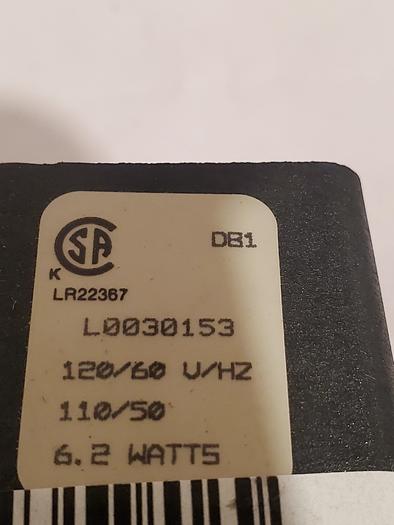 CSA DB1
K
LR22367
L0030153
120/60 V/HZ
110/50
6.2 WATTS